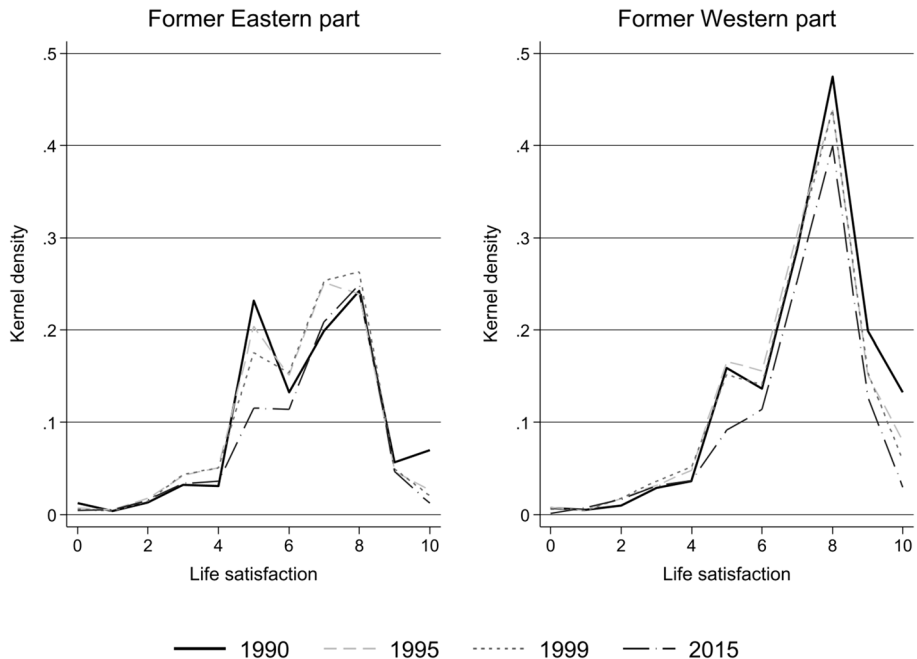 Former Eastern part
Former Western part
.5
.4
.3
.2
.1
0
Kernel density
0 2 4 6 8 10
Life satisfaction
.5
.4
.3
.2
.1
0
Kernel density
0 2 4 6 8 10
Life satisfaction
1990 1995 1999 2015